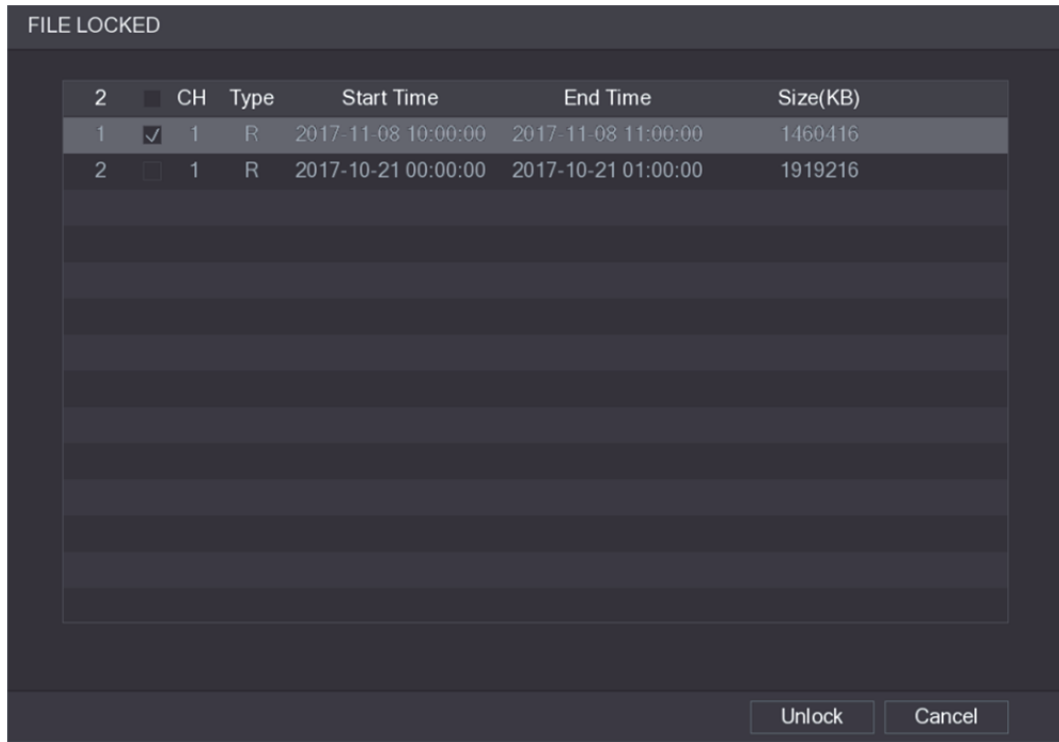 FILE LOCKED
2 CH Type Start Time End Time Size(KB)
1 1 R 2017-11-08 10:00:00 2017-11-08 11:00:00 1460416
2 1 R 2017-10-21 00:00:00 2017-10-21 01:00:00 1919216
Unlock Cancel